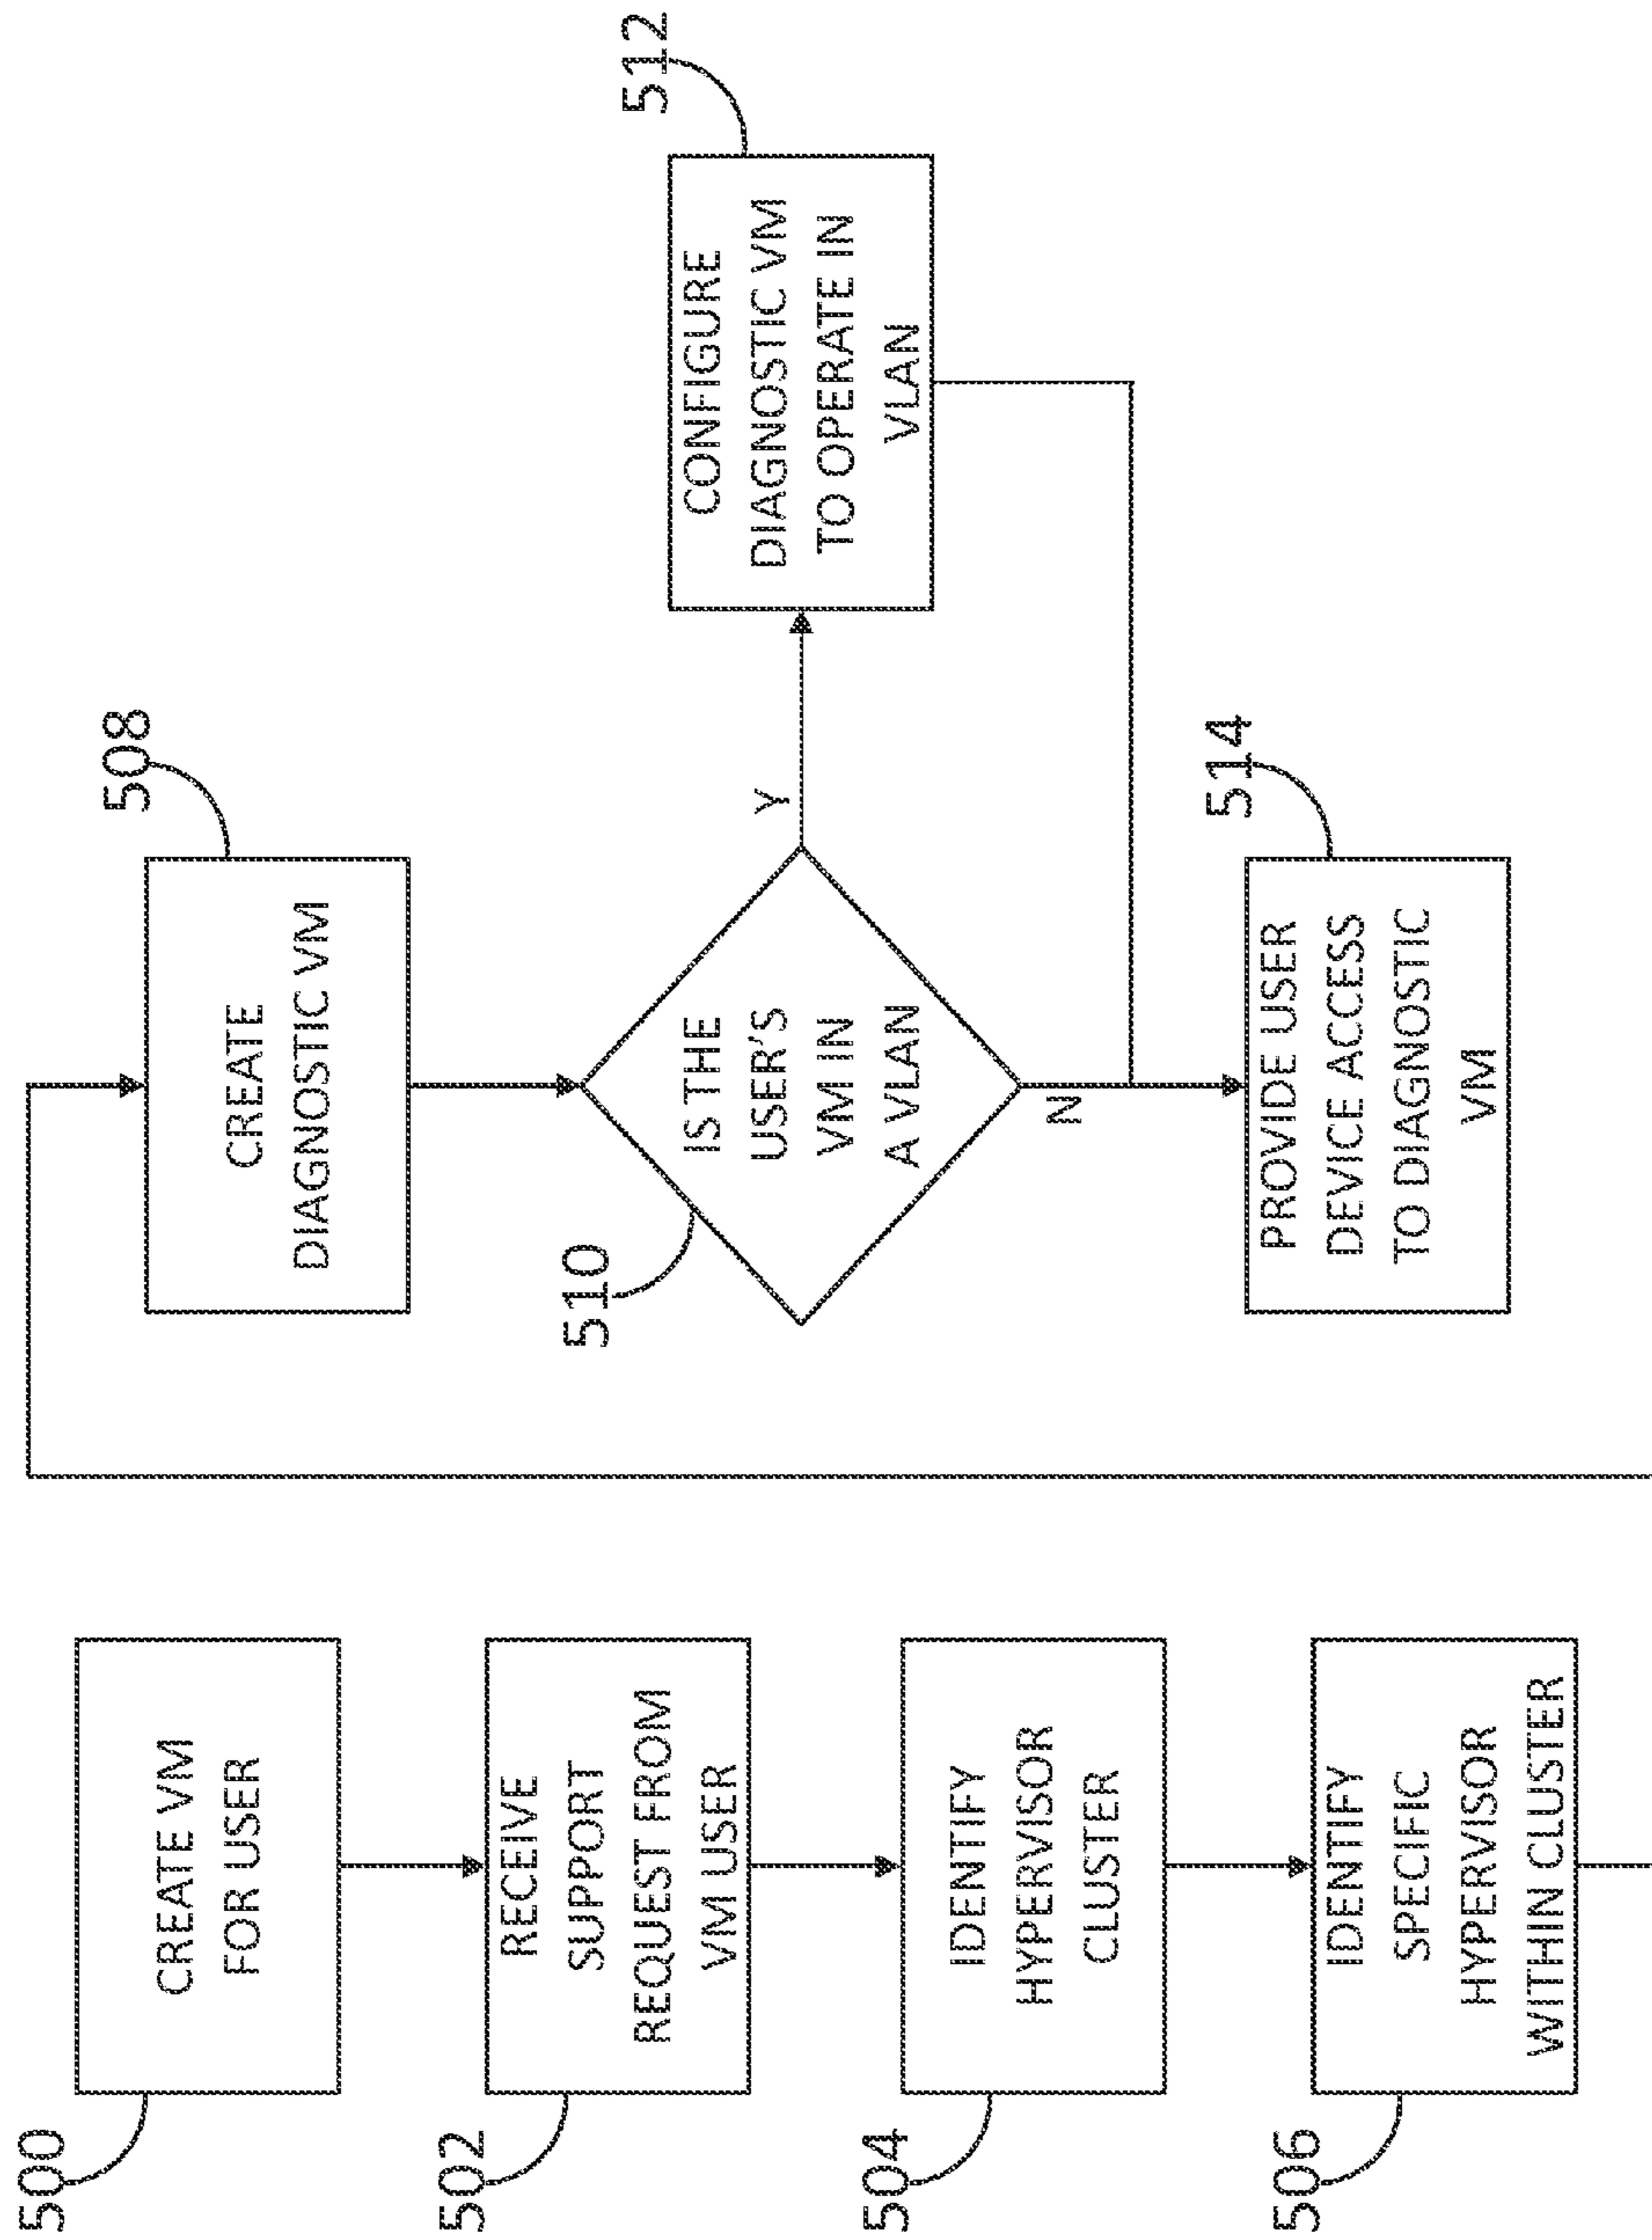 500
CREATE VM
FOR USER
502
RECEIVE
SUPPORT
REQUEST FROM
VM USER
504
IDENTIFY
HYPERVISOR
CLUSTER
506
IDENTIFY
SPECIFIC
HYPERVISOR
WITHIN CLUSTER
508
CREATE
DIAGNOSTIC VM
510
IS THE
USER'S
VM IN
A VLAN
Y
N
512
CONFIGURE
DIAGNOSTIC VM
TO OPERATE IN
VLAN
514
PROVIDE USER
DEVICE ACCESS
TO DIAGNOSTIC
VM